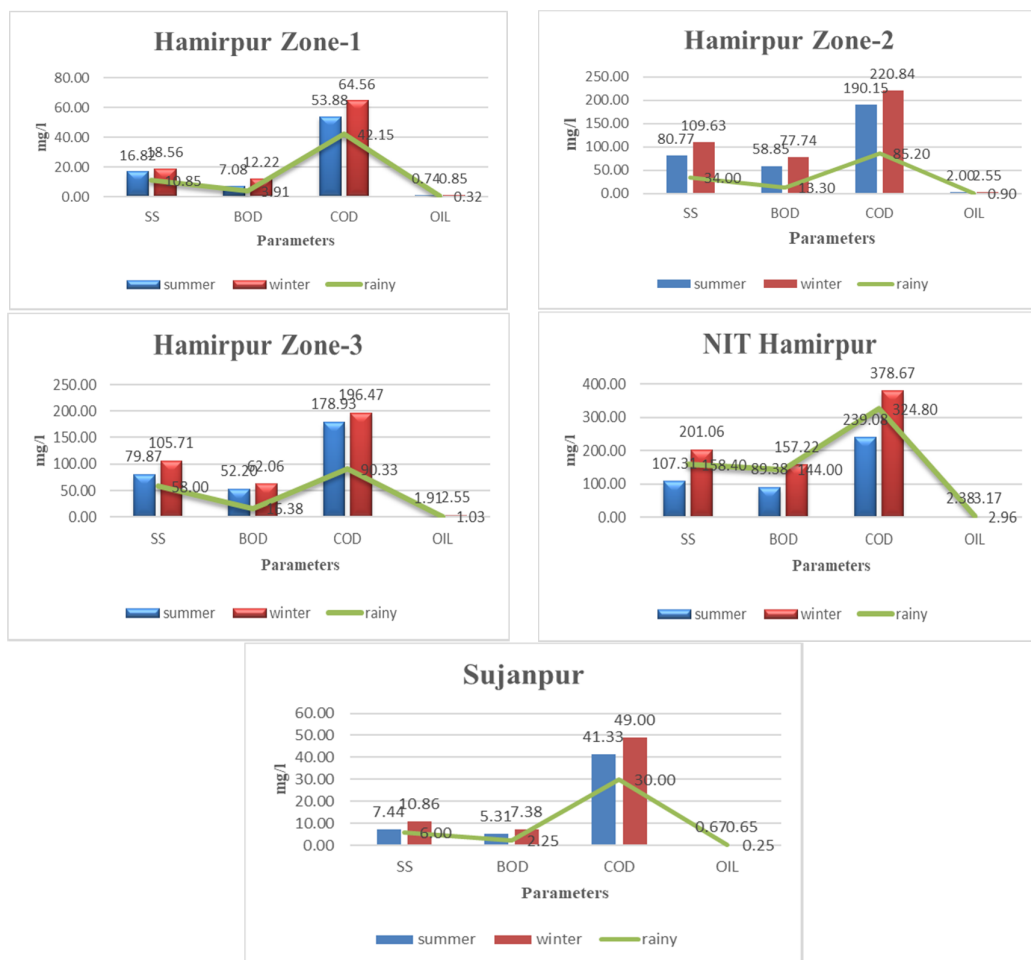 Hamirpur Zone-1
mg/l
80.00
60.00
40.00
20.00
0.00
16.82 18.56 10.85
7.08 12.22
53.88 64.56 42.15
0.74 0.85 0.32
SS BOD COD OIL
Parameters
summer winter rainy
Hamirpur Zone-2
mg/l
250.00
200.00
150.00
100.00
50.00
0.00
80.77 109.63 34.00
58.85 77.74 13.30
190.15 220.84 85.20
2.00 2.55 0.90
SS BOD COD OIL
Parameters
summer winter rainy
Hamirpur Zone-3
mg/l
250.00
200.00
150.00
100.00
50.00
0.00
79.87 105.71 58.00
52.20 62.06 15.38
178.93 196.47 90.33
1.91 2.55 1.03
SS BOD COD OIL
Parameters
summer winter rainy
NIT Hamirpur
mg/l
400.00
300.00
200.00
100.00
0.00
201.06 158.40
89.38 157.22 144.00
239.08 378.67 324.80
2.38 3.17 2.96
SS BOD COD OIL
Parameters
summer winter rainy
Sujanpur
mg/l
60.00
50.00
40.00
30.00
20.00
10.00
0.00
7.44 10.86 6.00
5.31 7.38 2.25
41.33 49.00 30.00
0.67 0.65 0.25
SS BOD COD OIL
Parameters
summer winter rainy